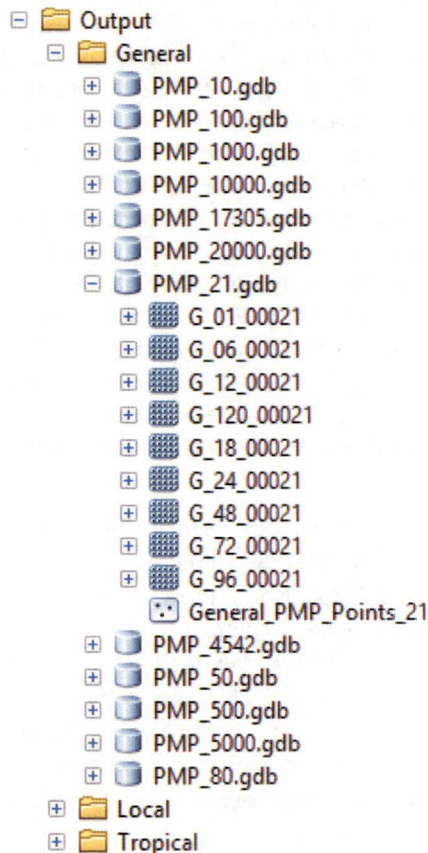 Output
General
PMP_10.gdb
PMP_100.gdb
PMP_1000.gdb
PMP_10000.gdb
PMP_17305.gdb
PMP_20000.gdb
PMP_21.gdb
G_01_00021
G_06_00021
G_12_00021
G_120_00021
G_18_00021
G_24_00021
G_48_00021
G_72_00021
G_96_00021
General_PMP_Points_21
PMP_4542.gdb
PMP_50.gdb
PMP_500.gdb
PMP_5000.gdb
PMP_80.gdb
Local
Tropical